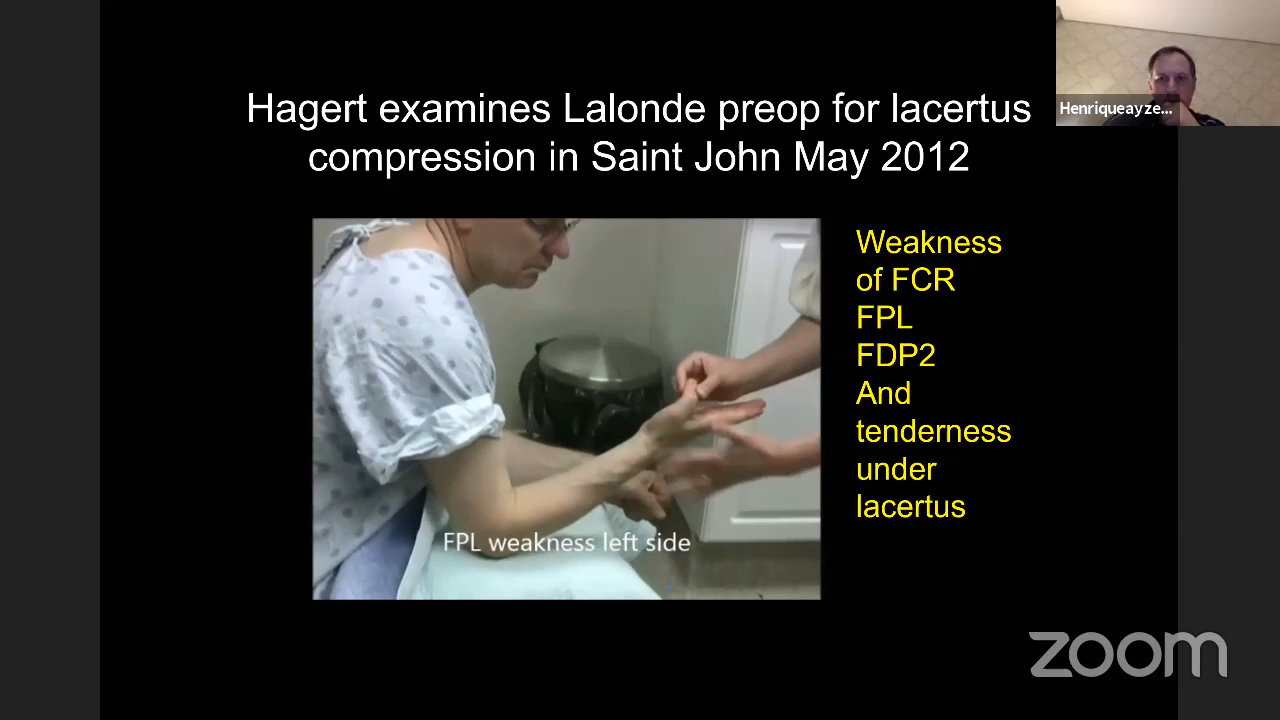 Henriqueayze...
Hagert examines Lalonde preop for lacertus
compression in Saint John May 2012
Weakness
of FCR
FPL
FDP2
And
tenderness
under
lacertus
FPL weakness left side
zoom